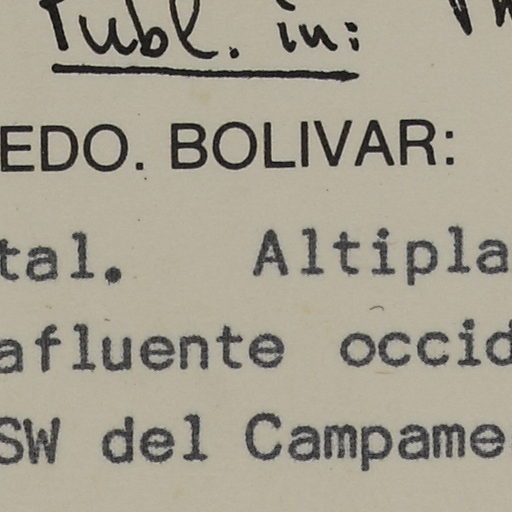 Publ. in:
EDO. BOLIVAR:
tal. Altipla
afluente occid
SW del Campame